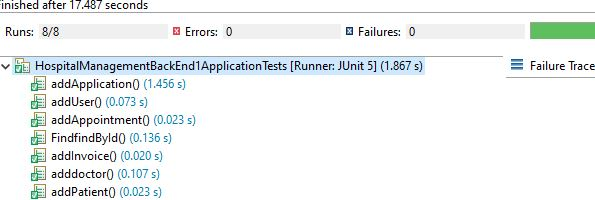 Finished after 17.487 seconds
Runs: 8/8 Errors: 0 Failures: 0
HospitalManagementBackEnd1ApplicationTests [Runner: JUnit 5] (1.867 s)
Failure Trace
addApplication() (1.456 s)
addUser() (0.073 s)
addAppointment() (0.023 s)
FindfindById() (0.136 s)
addInvoice() (0.020 s)
adddoctor() (0.107 s)
addPatient() (0.023 s)